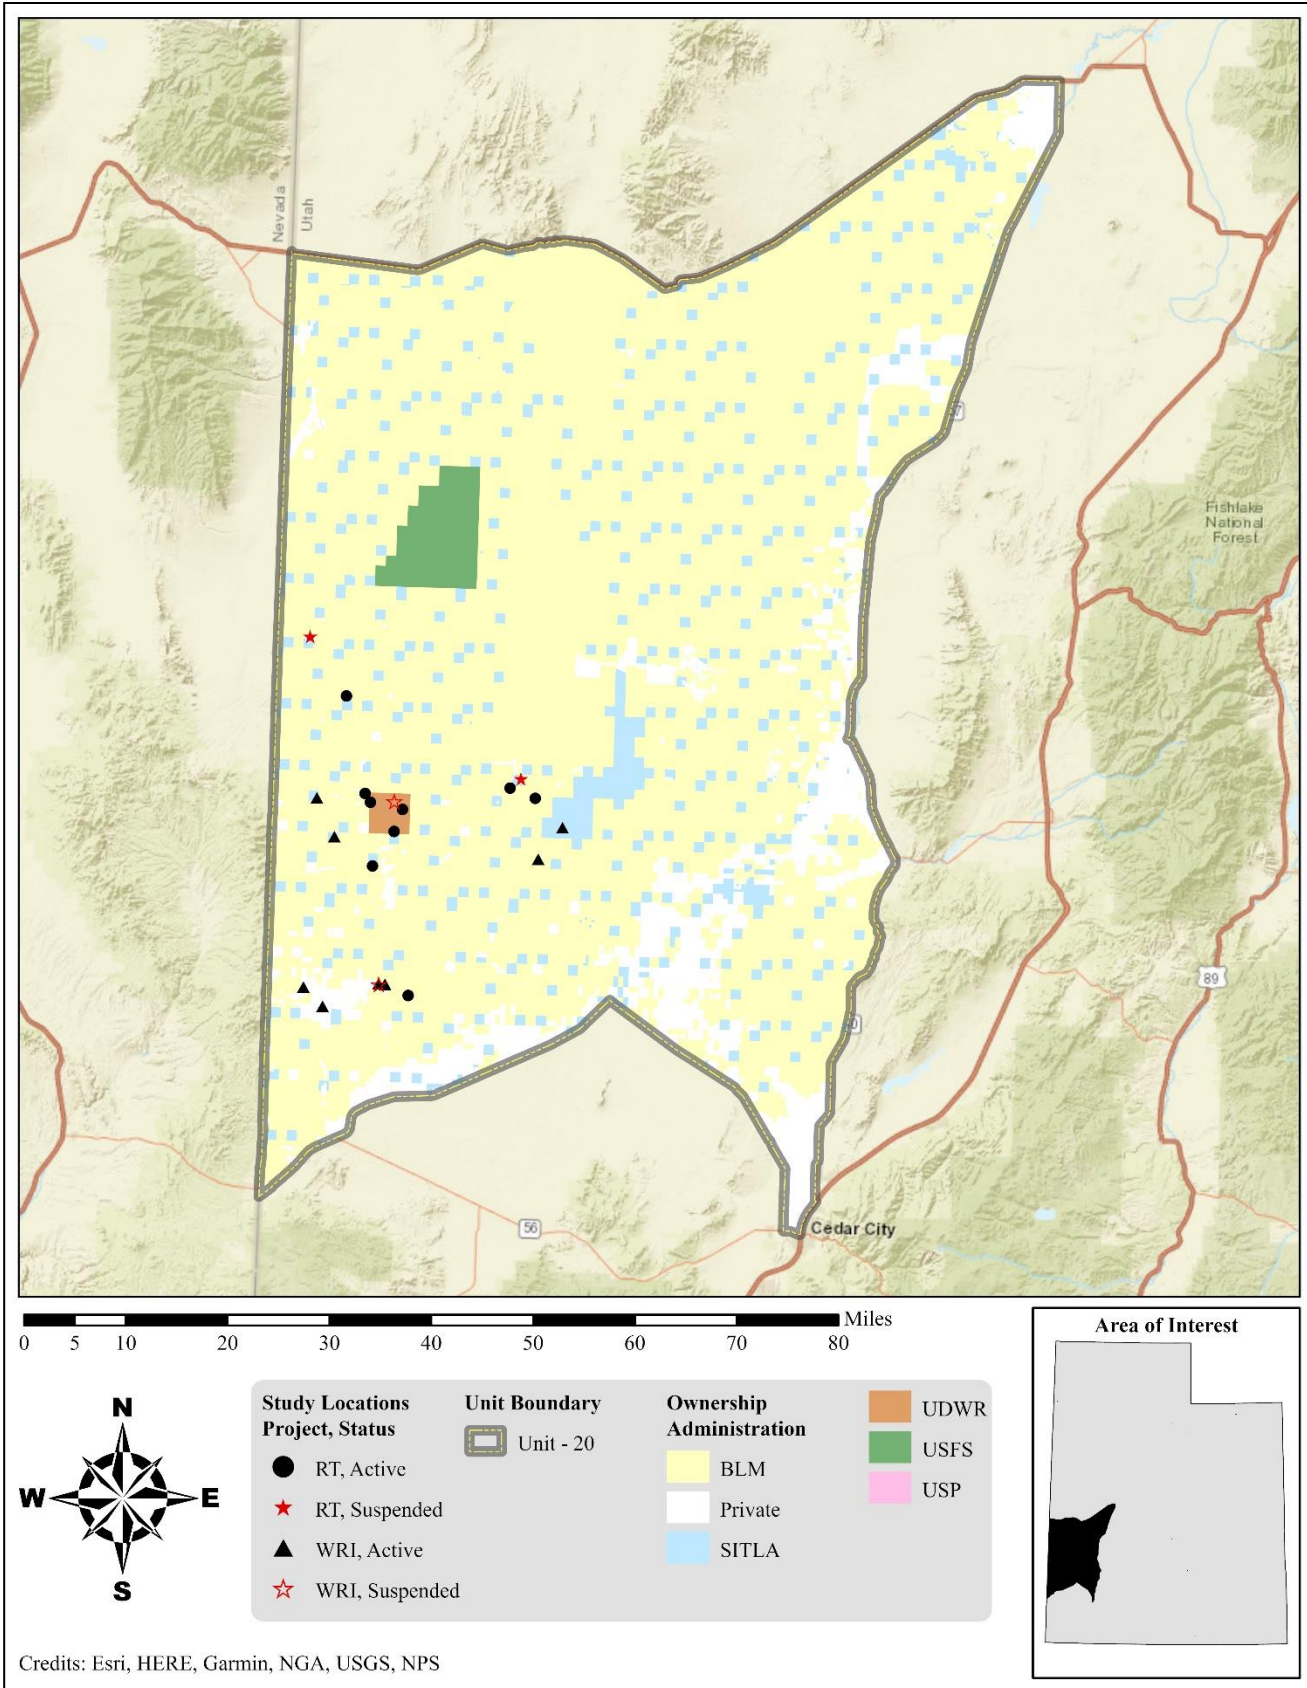 Nevada
Utah
7
Fishlake
National
Forest
89
0
56
Cedar City
0 5 10 20 30 40 50 60 70 80 Miles
Area of Interest
N
W E
S
Study Locations
Project, Status
RT, Active
RT, Suspended
WRI, Active
WRI, Suspended
Unit Boundary
Unit - 20
Ownership
Administration
BLM
Private
SITLA
UDWR
USFS
USP
Credits: Esri, HERE, Garmin, NGA, USGS, NPS